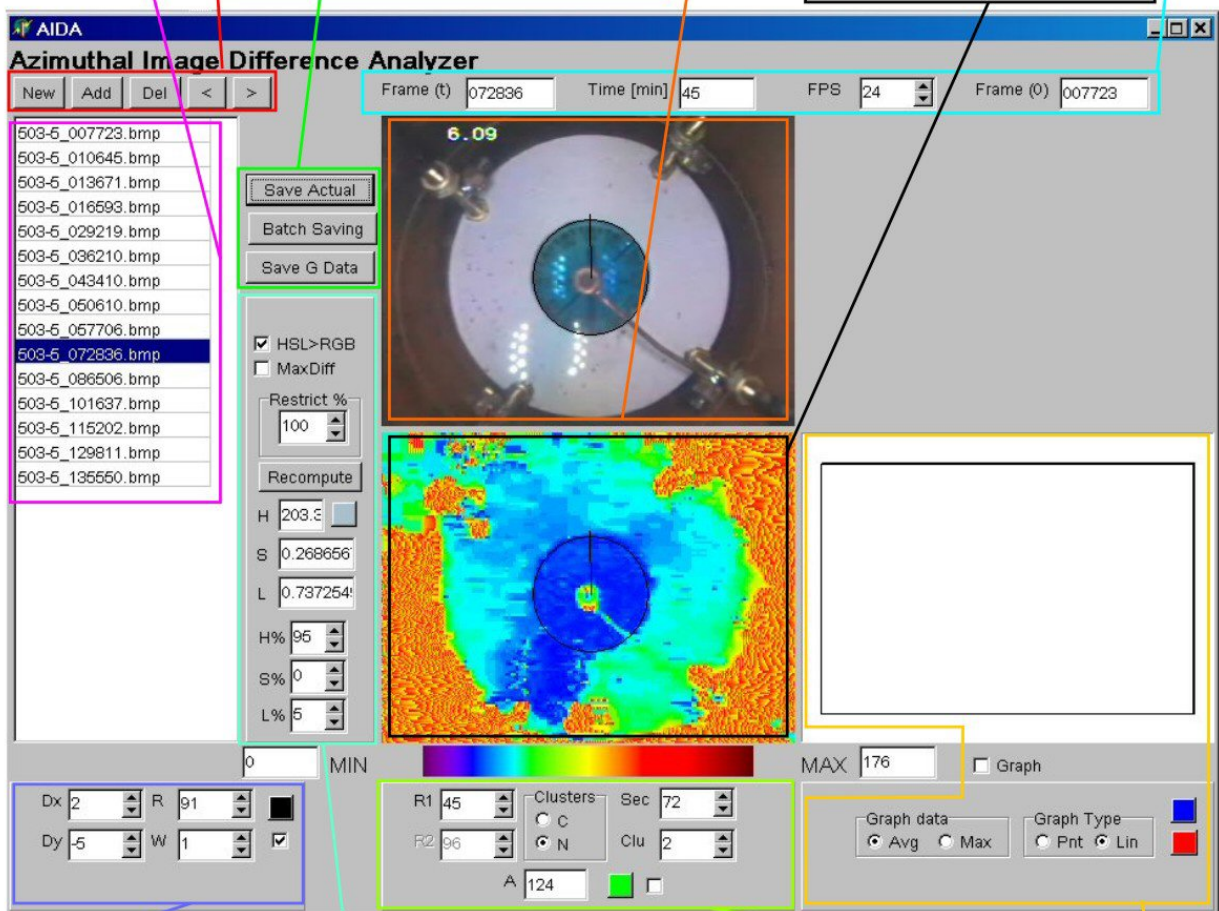 AIDA
Azimuthal Image Difference Analyzer
New Add Del < >
Frame (t) 072836 Time [min] 45 FPS 24 Frame (0) 007723
503-5_007723.bmp
503-5_010645.bmp
503-5_013671.bmp
503-5_016593.bmp
503-5_029219.bmp
503-5_036210.bmp
503-5_043410.bmp
503-5_050610.bmp
503-5_057706.bmp
503-5_072836.bmp
503-5_086506.bmp
503-5_101637.bmp
503-5_115202.bmp
503-5_129811.bmp
503-5_135550.bmp
Save Actual
Batch Saving
Save G Data
6.09
HSL>RGB
MaxDiff
Restrict %
100
Recompute
H 203.3
S 0.268656
L 0.737254
H% 95
S% 0
L% 5
0 MIN
MAX 176 Graph
Dx 2 R 91
Dy -5 W 1
R1 45 Clusters Sec 72
C
R2 96 N Clu 2
A 124
Graph data Graph Type
Avg Max Pnt Lin